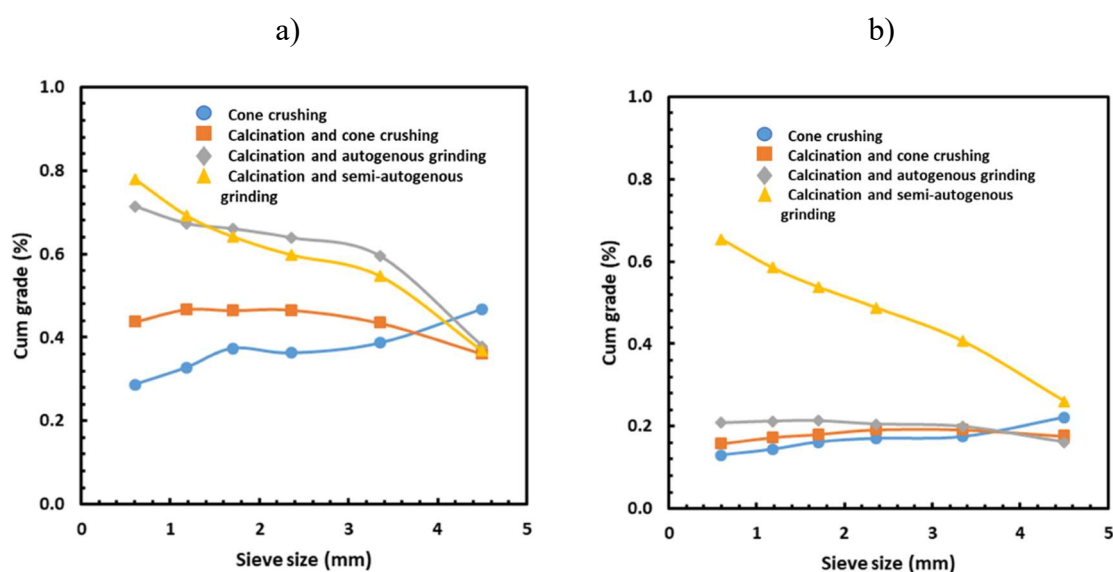 a)
1.0
0.8
0.6
0.4
0.2
0.0
Cum grade (%)
Cone crushing
Calcination and cone crushing
Calcination and autogenous grinding
Calcination and semi-autogenous
grinding
0 1 2 3 4 5
Sieve size (mm)
b)
1.0
0.8
0.6
0.4
0.2
0.0
Cum grade (%)
Cone crushing
Calcination and cone crushing
Calcination and autogenous grinding
Calcination and semi-autogenous
grinding
0 1 2 3 4 5
Sieve size (mm)